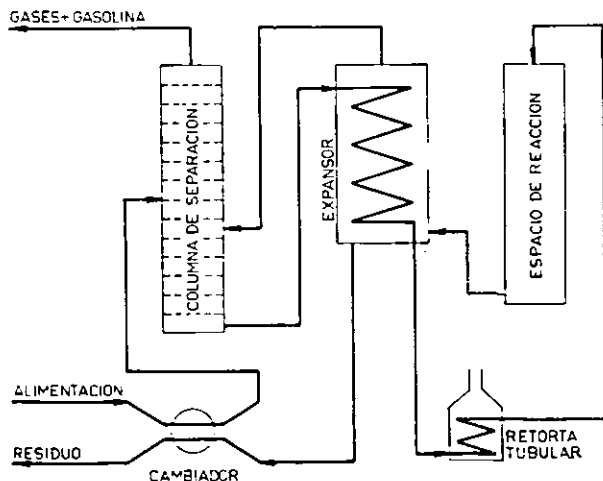 GASES+GASOLINA
COLUMNA DE SEPARACION
EXPANSOR
ESPACIO DE REACCION
ALIMENTACION
RESIDUO
CAMBIADOR
RETORTA
TUBULAR